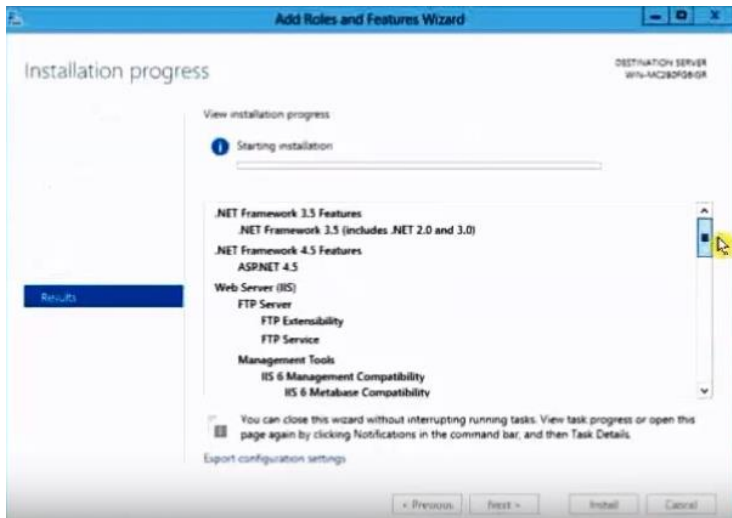 Add Roles and Features Wizard
Installation progress
DESTINATION SERVER
View installation progress
Starting installation
.NET Framework 3.5 Features
.NET Framework 3.5 (includes .NET 2.0 and 3.0)
.NET Framework 4.5 Features
ASP.NET 4.5
Web Server (IIS)
FTP Server
FTP Extensibility
FTP Service
Management Tools
IIS 6 Management Compatibility
IIS 6 Metabase Compatibility
Results
You can close this wizard without interrupting running tasks. View task progress or open this
page again by clicking Notifications in the command bar, and then Task Details.
Export configuration settings
< Previous
Next >
Install
Cancel